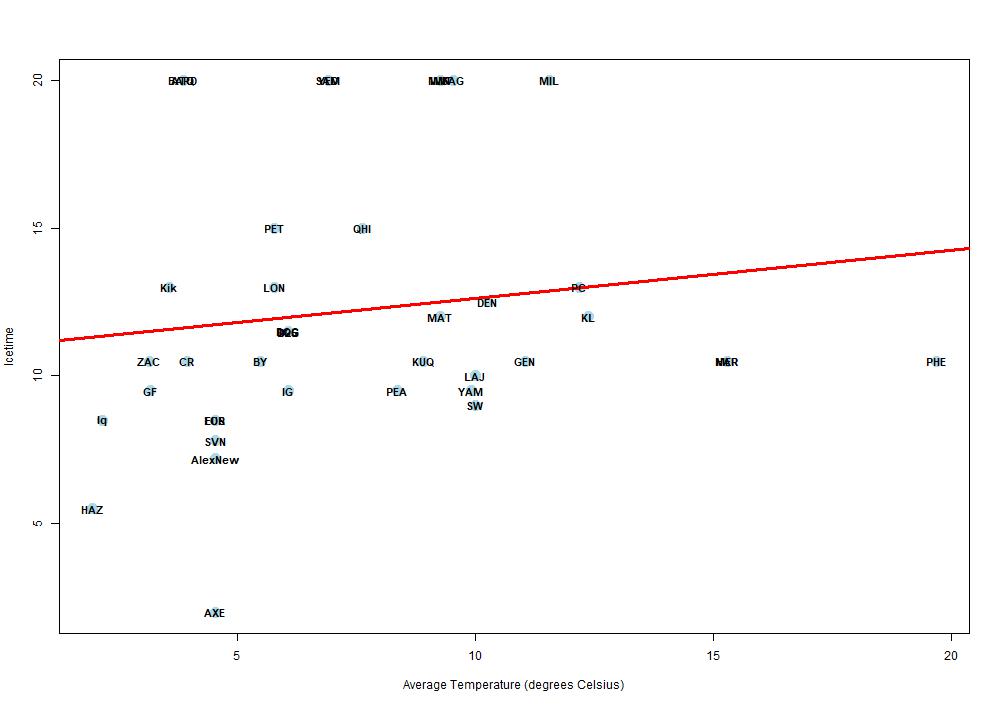 20
MIL
15
PET
QHI
Kik
LON
PC
DEN
MAT
KL
Icetime
ZAC
CR
BY
KUQ
GEN
PHE
10
LAJ
GF
IG
PEA
YAM
SW
Iq
SVN
AlexNew
5
HAZ
AXE
5 10 15 20
Average Temperature (degrees Celsius)